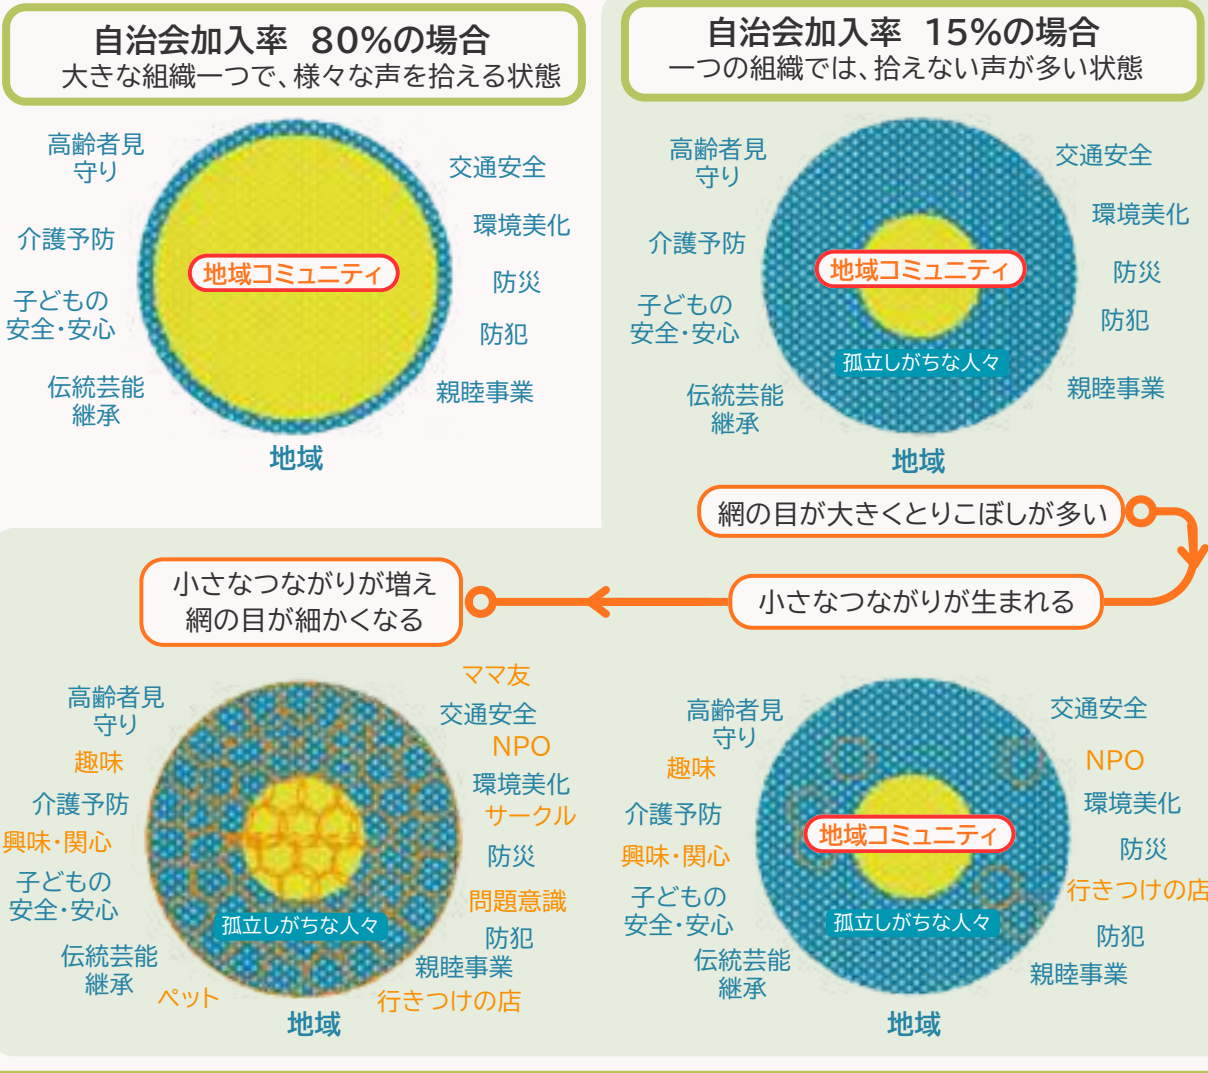 自治会加入率 80%の場合
大きな組織一つで、様々な声を拾える状態
高齢者見
守り
介護予防
子どもの
安全・安心
伝統芸能
継承
地域コミュニティ
交通安全
環境美化
防災
防犯
親睦事業
地域
自治会加入率 15%の場合
一つの組織では、拾えない声が多い状態
高齢者見
守り
介護予防
子どもの
安全・安心
伝統芸能
継承
地域コミュニティ
孤立しがちな人々
交通安全
環境美化
防災
防犯
親睦事業
地域
網の目が大きくとりこぼしが多い
小さなつながりが生まれる
小さなつながりが増え
網の目が細かくなる
高齢者見
守り
趣味
介護予防
興味・関心
子どもの
安全・安心
伝統芸能
継承
ペット
孤立しがちな人々
ママ友
交通安全
NPO
環境美化
サークル
防災
問題意識
防犯
親睦事業
行きつけの店
地域
高齢者見
守り
趣味
介護予防
興味・関心
子どもの
安全・安心
伝統芸能
継承
地域コミュニティ
孤立しがちな人々
交通安全
NPO
環境美化
防災
行きつけの店
防犯
親睦事業
地域